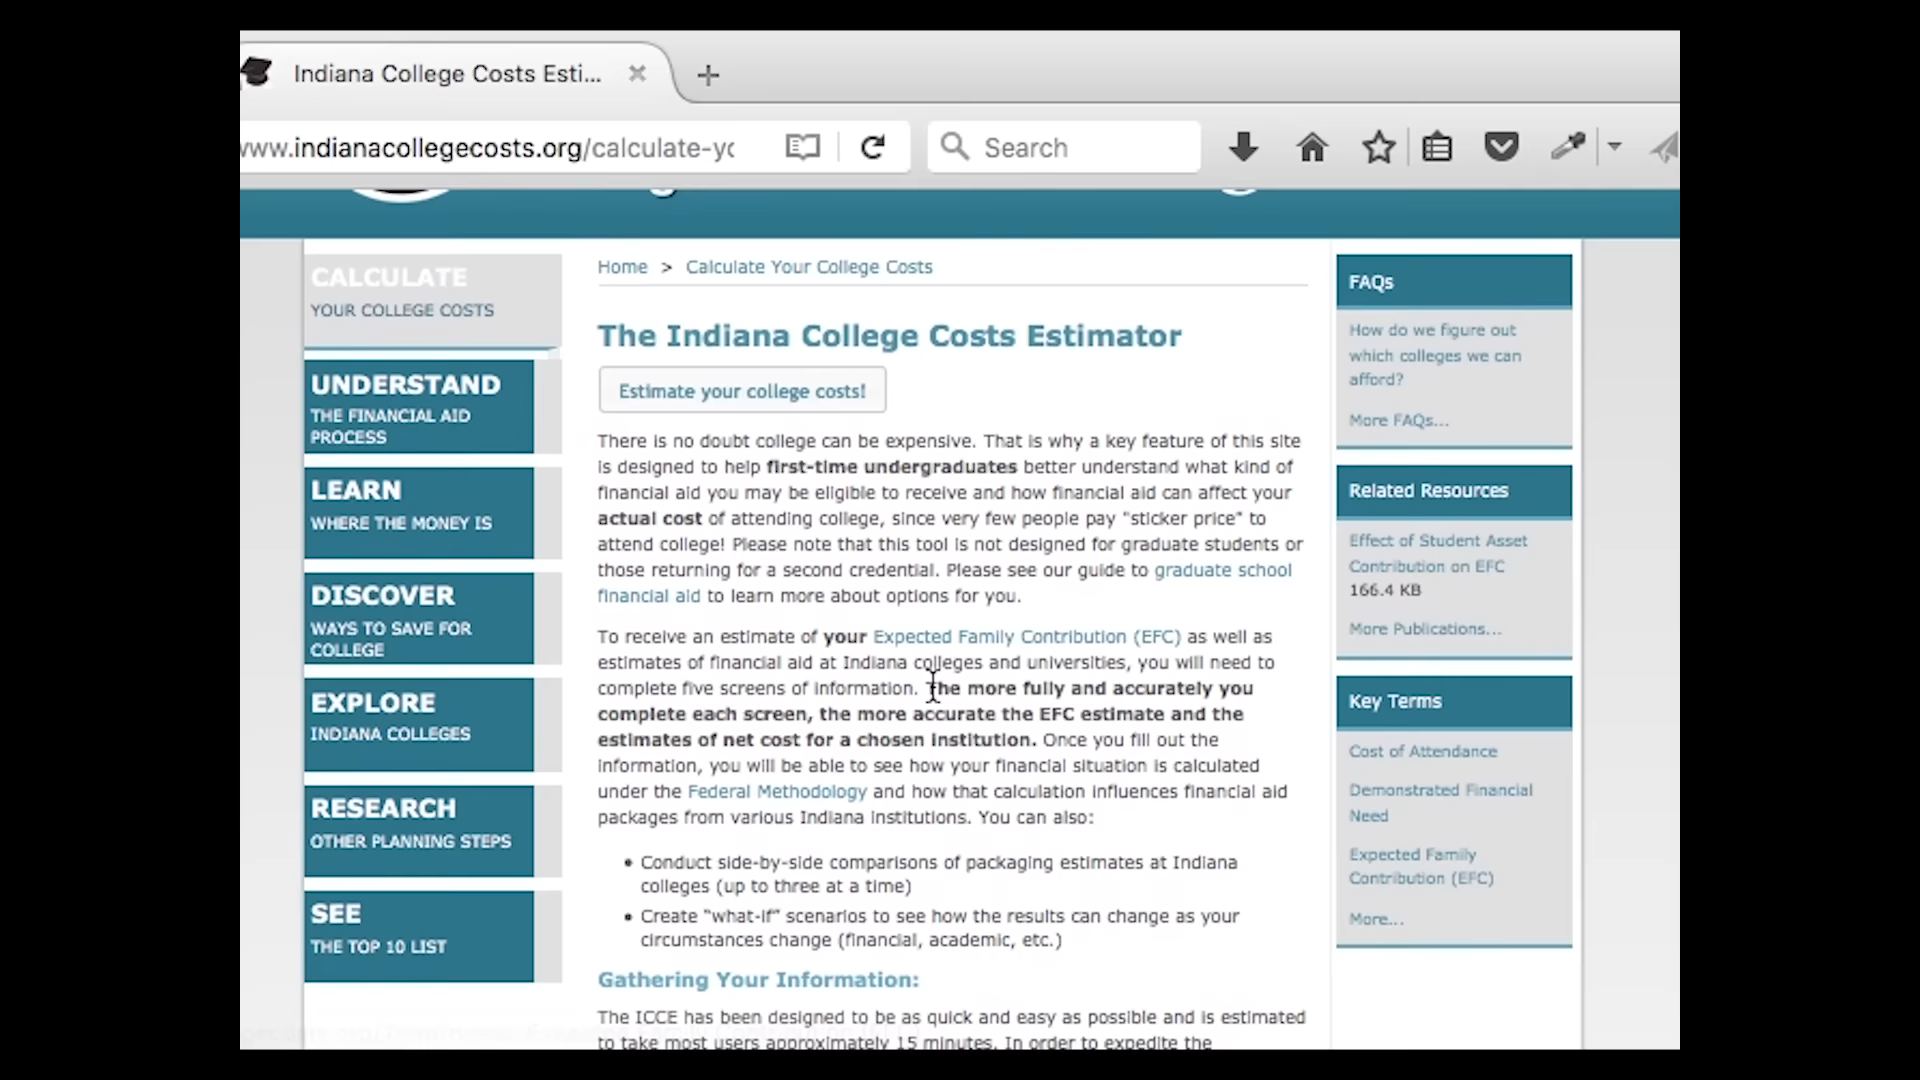 Indiana College Costs Esti...
www.indianacollegecosts.org/calculate-yc
Search
CALCULATE
YOUR COLLEGE COSTS
UNDERSTAND
THE FINANCIAL AID
PROCESS
LEARN
WHERE THE MONEY IS
DISCOVER
WAYS TO SAVE FOR
COLLEGE
EXPLORE
INDIANA COLLEGES
RESEARCH
OTHER PLANNING STEPS
SEE
THE TOP 10 LIST
Home > Calculate Your College Costs
The Indiana College Costs Estimator
Estimate your college costs!
There is no doubt college can be expensive. That is why a key feature of this site
is designed to help first-time undergraduates better understand what kind of
financial aid you may be eligible to receive and how financial aid can affect your
actual cost of attending college, since very few people pay "sticker price" to
attend college! Please note that this tool is not designed for graduate students or
those returning for a second credential. Please see our guide to graduate school
financial aid to learn more about options for you.
To receive an estimate of your Expected Family Contribution (EFC) as well as
estimates of financial aid at Indiana colleges and universities, you will need to
complete five screens of information. The more fully and accurately you
complete each screen, the more accurate the EFC estimate and the
estimates of net cost for a chosen institution. Once you fill out the
information, you will be able to see how your financial situation is calculated
under the Federal Methodology and how that calculation influences financial aid
packages from various Indiana institutions. You can also:
• Conduct side-by-side comparisons of packaging estimates at Indiana
colleges (up to three at a time)
• Create "what-if" scenarios to see how the results can change as your
circumstances change (financial, academic, etc.)
Gathering Your Information:
The ICCE has been designed to be as quick and easy as possible and is estimated
to take most users approximately 15 minutes. In order to expedite the
FAQs
How do we figure out
which colleges we can
afford?
More FAQs...
Related Resources
Effect of Student Asset
Contribution on EFC
166.4 KB
More Publications...
Key Terms
Cost of Attendance
Demonstrated Financial
Need
Expected Family
Contribution (EFC)
More...